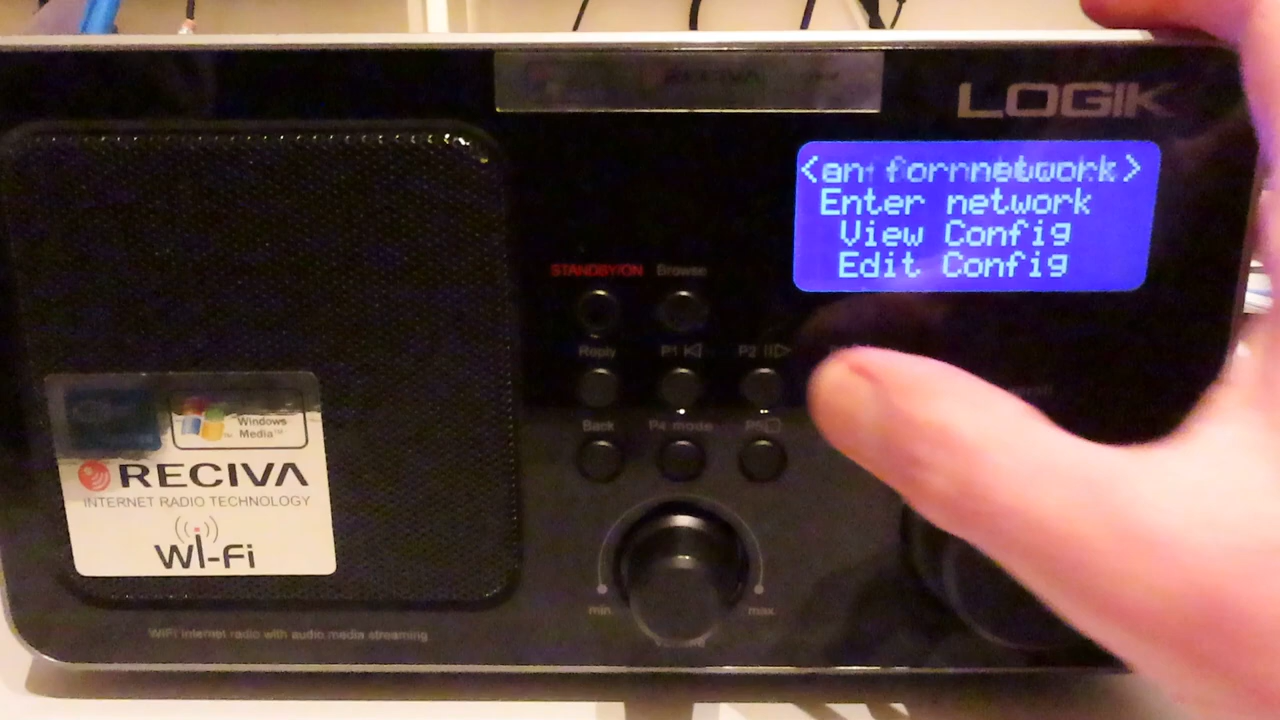 LOGIK
<an fornnetwork>
Enter network
View Config
Edit Config
STANDBY/ON Browse
Reply P1 P2
Back P4 mode P5
min. max.
Windows
Media™
RECIVA
INTERNET RADIO TECHNOLOGY
Wi-Fi
WiFi internet radio with audio media streaming